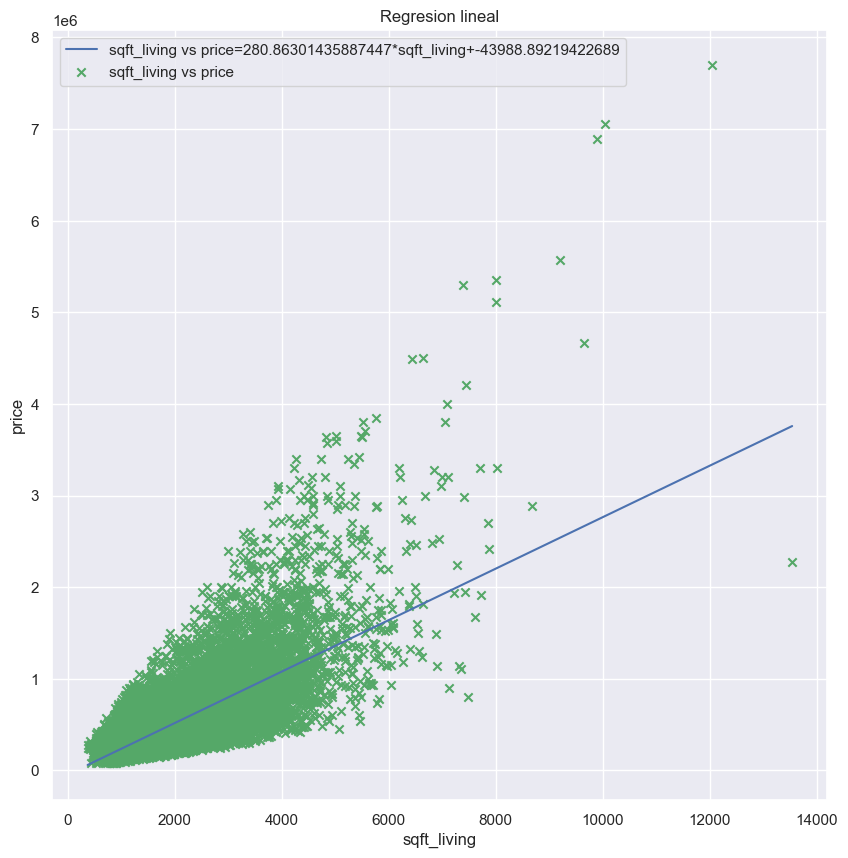 Regresion lineal
1e6
sqft_living vs price=280.86301435887447*sqft_living+-43988.89219422689
sqft_living vs price
8
7
6
5
4
3
2
1
0
price
0 2000 4000 6000 8000 10000 12000 14000
sqft_living